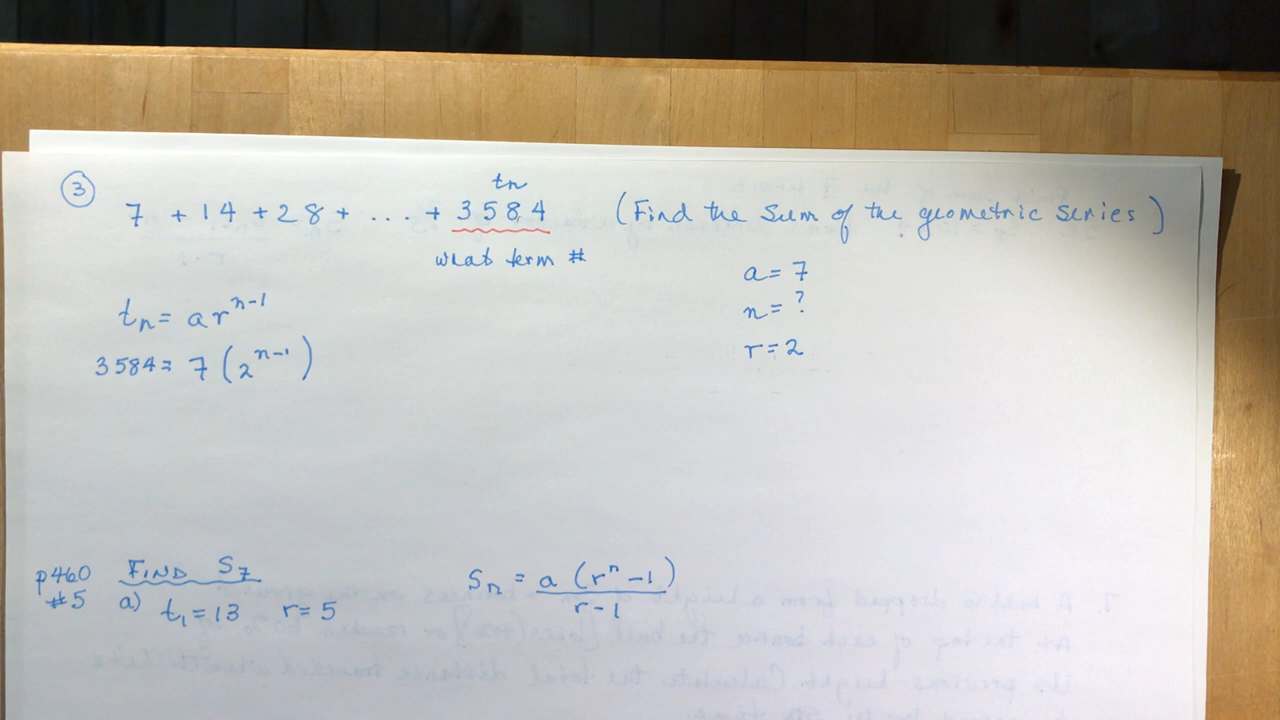 ③
tn
7 + 14 + 28 + ... + 3584 (Find the sum of the geometric series)
what term #
a = 7
n = ?
r = 2
tn = ar^n-1
3584 = 7 (2^n-1)
p460 FIND S7
#5 a) t1 = 13 r = 5
Sn = a (r^n - 1)
r - 1